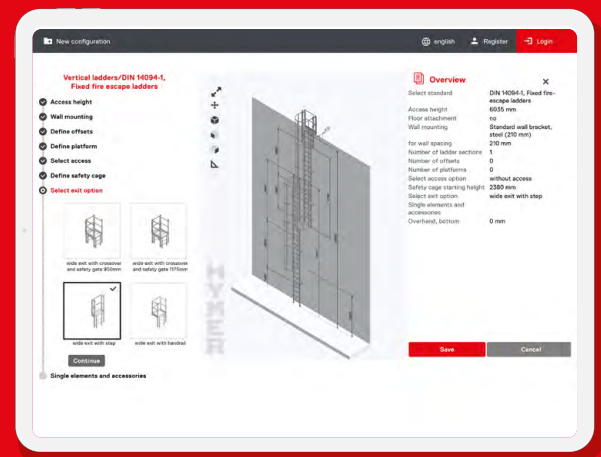 New configuration
english
Register
Login
Vertical ladders/DIN 14094-1,
Fixed fire escape ladders
Access height
Wall mounting
Define offsets
Define platform
Select access
Define safety cage
Select exit option
wide exit with crossover
and safety gate 950mm
wide exit with crossover
and safety gate 1175mm
wide exit with step
wide exit with handrail
Continue
Single elements and accessories
HYMER
Overview
Select standard DIN 14094-1, Fixed fire-
escape ladders
Access height 6035 mm
Floor attachment no
Wall mounting Standard wall bracket,
steel (210 mm)
for wall spacing 210 mm
Number of ladder sections 1
Number of offsets 0
Number of platforms 0
Select access option without access
Safety cage starting height 2380 mm
Select exit option wide exit with step
Single elements and
accessories
Overhand, bottom 0 mm
Save
Cancel